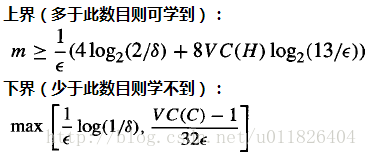 上界（多于此数目则可学到）：
m ≥ 1/ϵ (4 log₂(2/δ) + 8VC(H) log₂(13/ϵ))
下界（少于此数目则学不到）：
max [1/ϵ log(1/δ), VC(C) − 1/32ϵ]
http://blog.csdn.net/u011826404